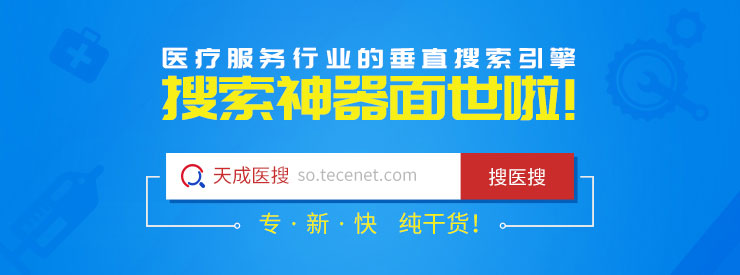 医疗服务行业的垂直搜索引擎
搜索神器面世啦!
天成医搜 so.tecenet.com 搜医搜
专·新·快 纯干货!